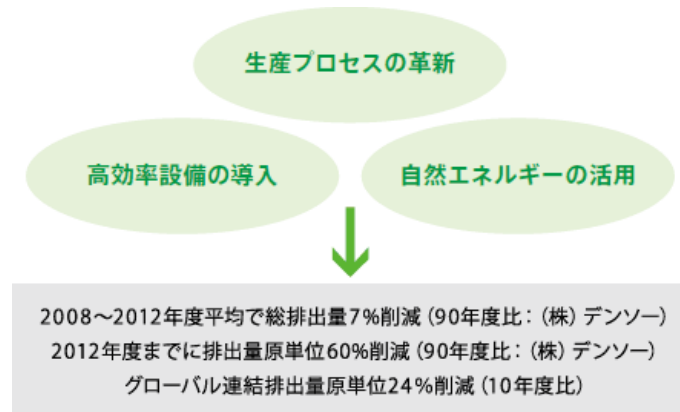 生産プロセスの革新
高効率設備の導入
自然エネルギーの活用
2008～2012年度平均で総排出量7%削減（90年度比：（株）デンソー）
2012年度までに排出量原単位60%削減（90年度比：（株）デンソー）
グローバル連結排出量原単位24%削減（10年度比）